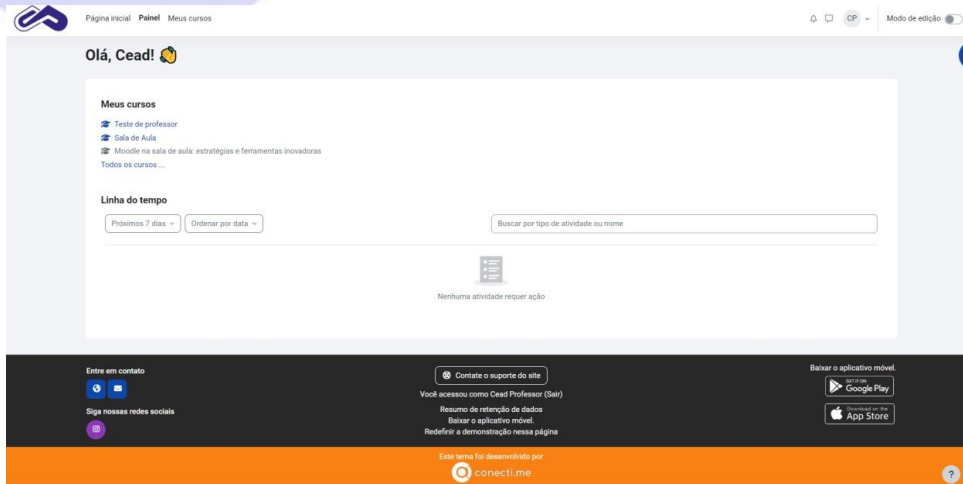 Página inicial Painel Meus cursos
CP
Modo de edição
Olá, Cead!
Meus cursos
Teste de professor
Sala de Aula
Moodle na sala de aula: estratégias e ferramentas inovadoras
Todos os cursos ...
Linha do tempo
Próximos 7 dias
Ordenar por data
Buscar por tipo de atividade ou nome
Nenhuma atividade requer ação
Entre em contato
Siga nossas redes sociais
Contate o suporte do site
Você acessou como Cead Professor (Sair)
Resumo de retenção de dados
Baixar o aplicativo móvel.
Redefinir a demonstração nessa página
Baixar o aplicativo móvel.
GET IT ON
Google Play
Download on the
App Store
Este tema foi desenvolvido por
conecti.me
?